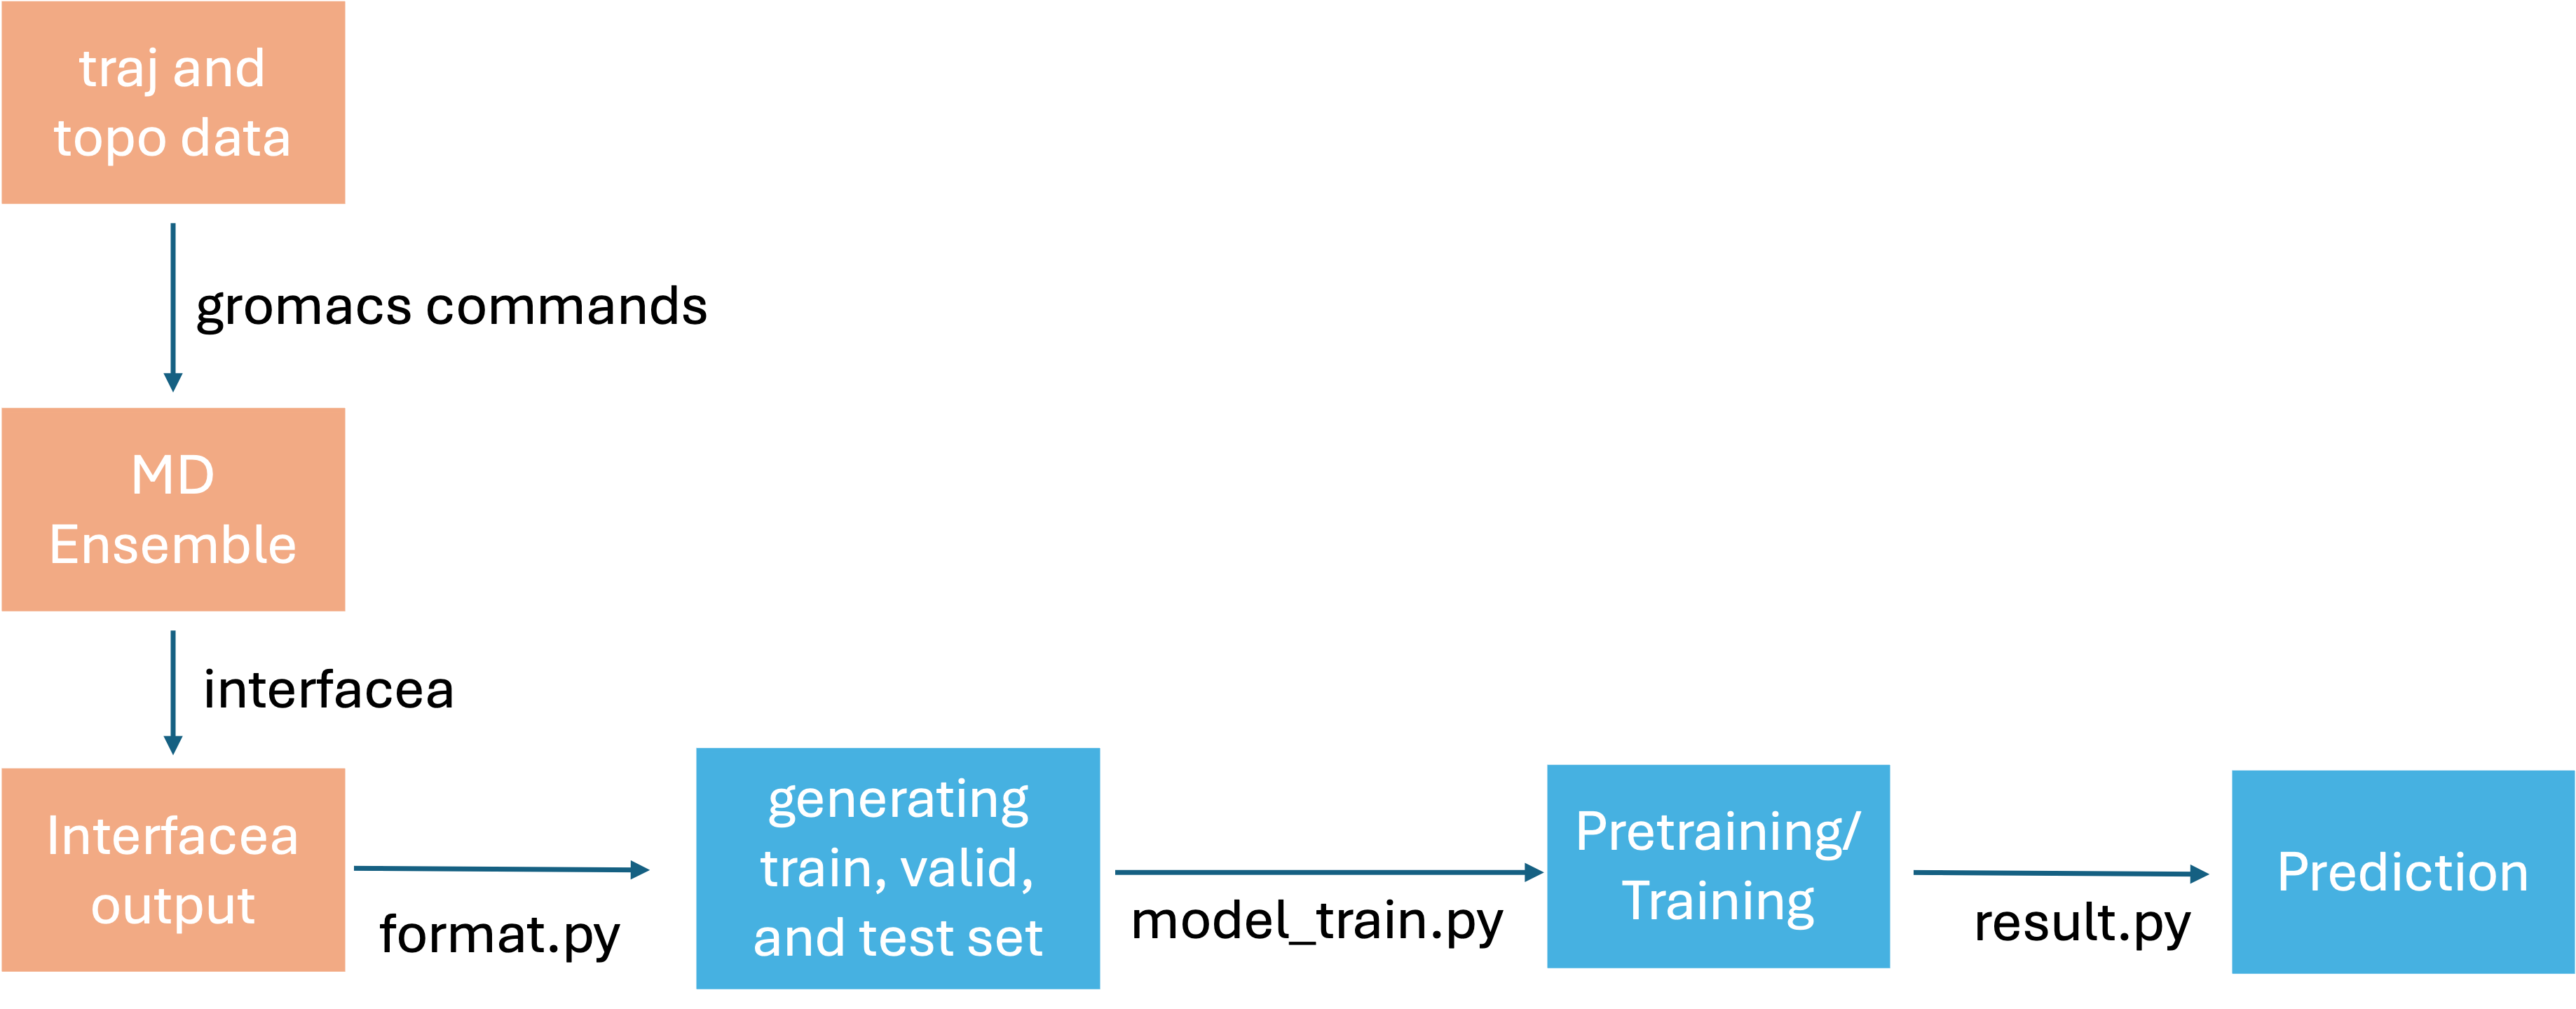 traj and
topo data
gromacs commands
MD
Ensemble
interfacea
Interfacea
output
format.py
generating
train, valid,
and test set
model_train.py
Pretraining/
Training
result.py
Prediction